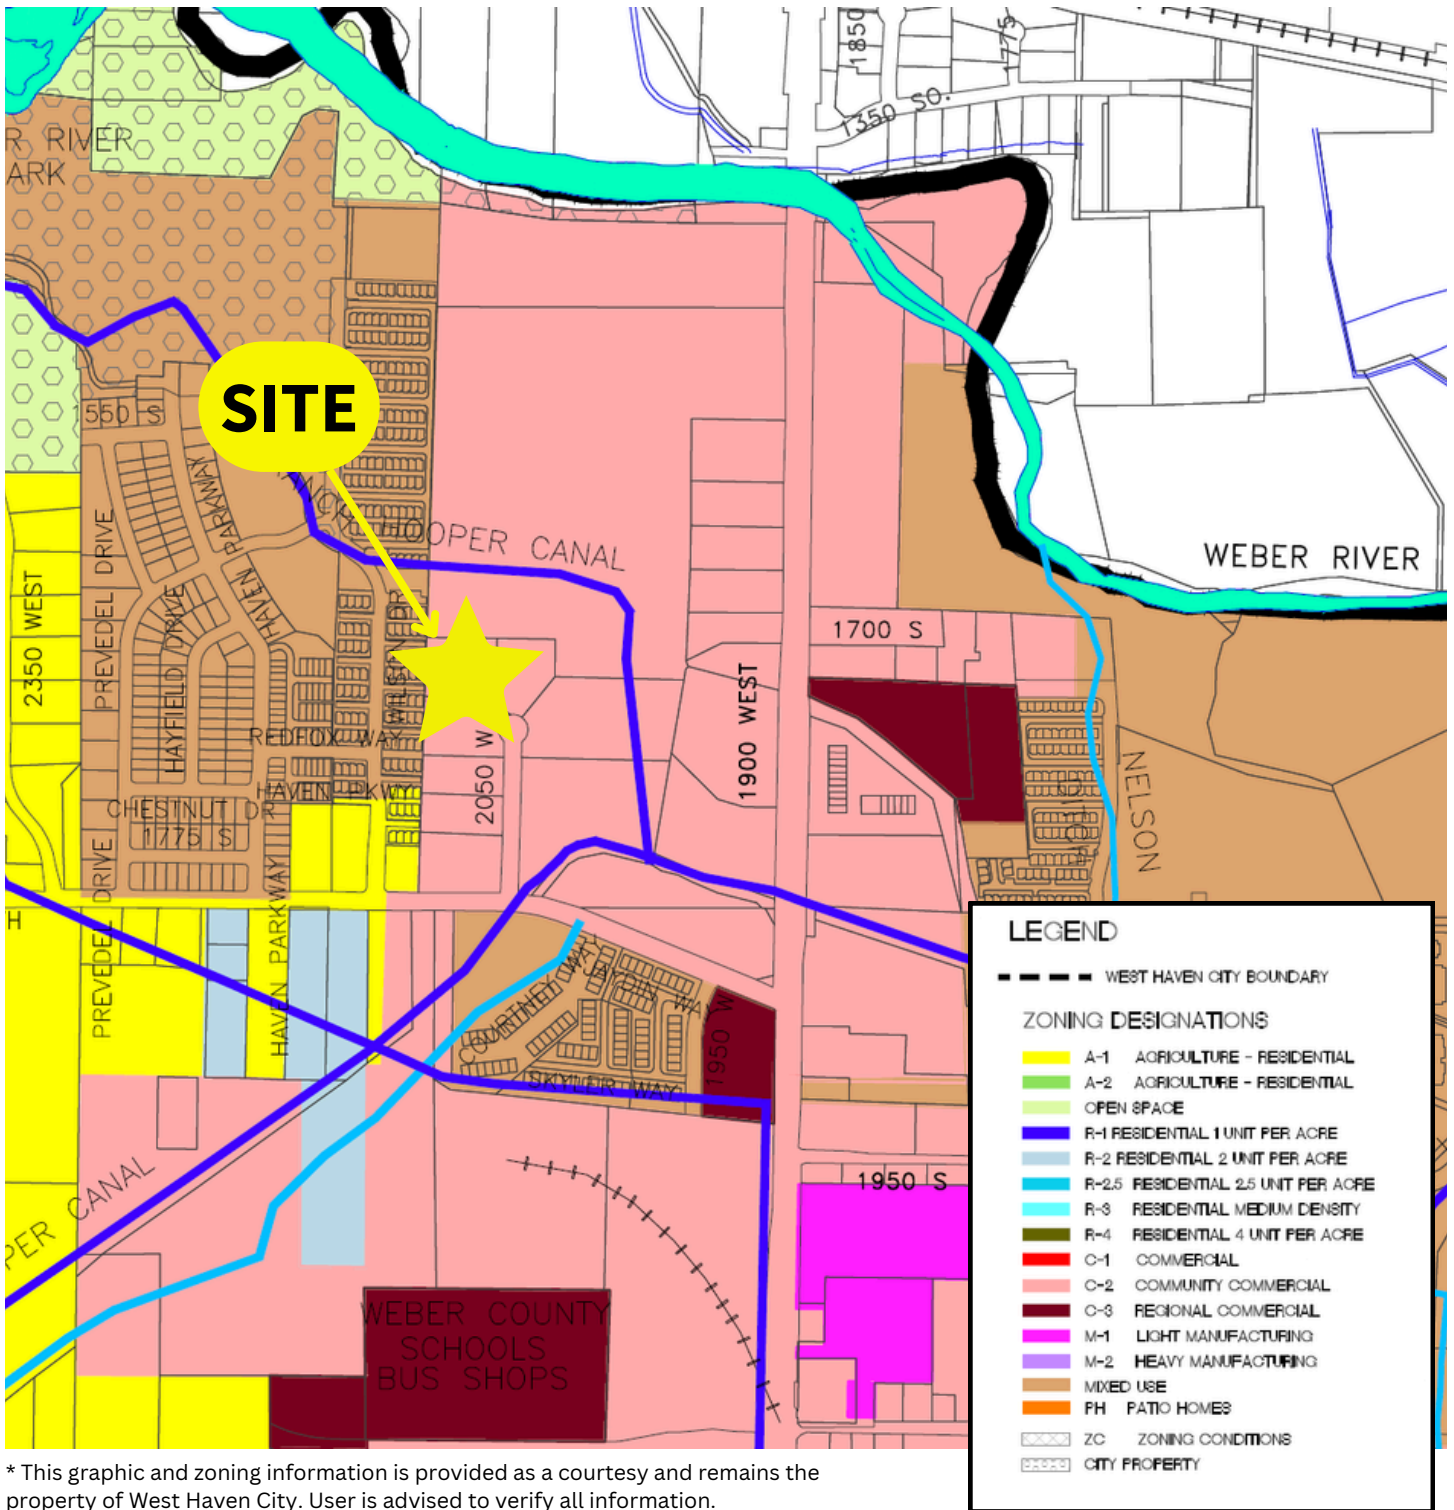 1850
1775
1350 SO.
R RIVER
ARK
SITE
1550 S
HOOPER CANAL
WEBER RIVER
2350 WEST
PREVEDEL DRIVE
HAYFIELD DRIVE
HAVEN PARKWAY
WILSON DR
1700 S
1900 WEST
REDFOX WAY
2050 W
HAVEN PKWY
CHESTNUT DR
1775 S
NELSON
DITCH
PREVEDEL DRIVE
HAVEN PARKWAY
H
COURTNEY WAY
JAYDIN WAY
1950 W
SKYLER WAY
PER CANAL
1950 S
WEBER COUNTY
SCHOOLS
BUS SHOPS
LEGEND
WEST HAVEN CITY BOUNDARY
ZONING DESIGNATIONS
A-1 AGRICULTURE - RESIDENTIAL
A-2 AGRICULTURE - RESIDENTIAL
OPEN SPACE
R-1 RESIDENTIAL 1 UNIT PER ACRE
R-2 RESIDENTIAL 2 UNIT PER ACRE
R-2.5 RESIDENTIAL 2.5 UNIT PER ACRE
R-3 RESIDENTIAL MEDIUM DENSITY
R-4 RESIDENTIAL 4 UNIT PER ACRE
C-1 COMMERCIAL
C-2 COMMUNITY COMMERCIAL
C-3 REGIONAL COMMERCIAL
M-1 LIGHT MANUFACTURING
M-2 HEAVY MANUFACTURING
MIXED USE
PH PATIO HOMES
ZC ZONING CONDITIONS
CITY PROPERTY
* This graphic and zoning information is provided as a courtesy and remains the
property of West Haven City. User is advised to verify all information.